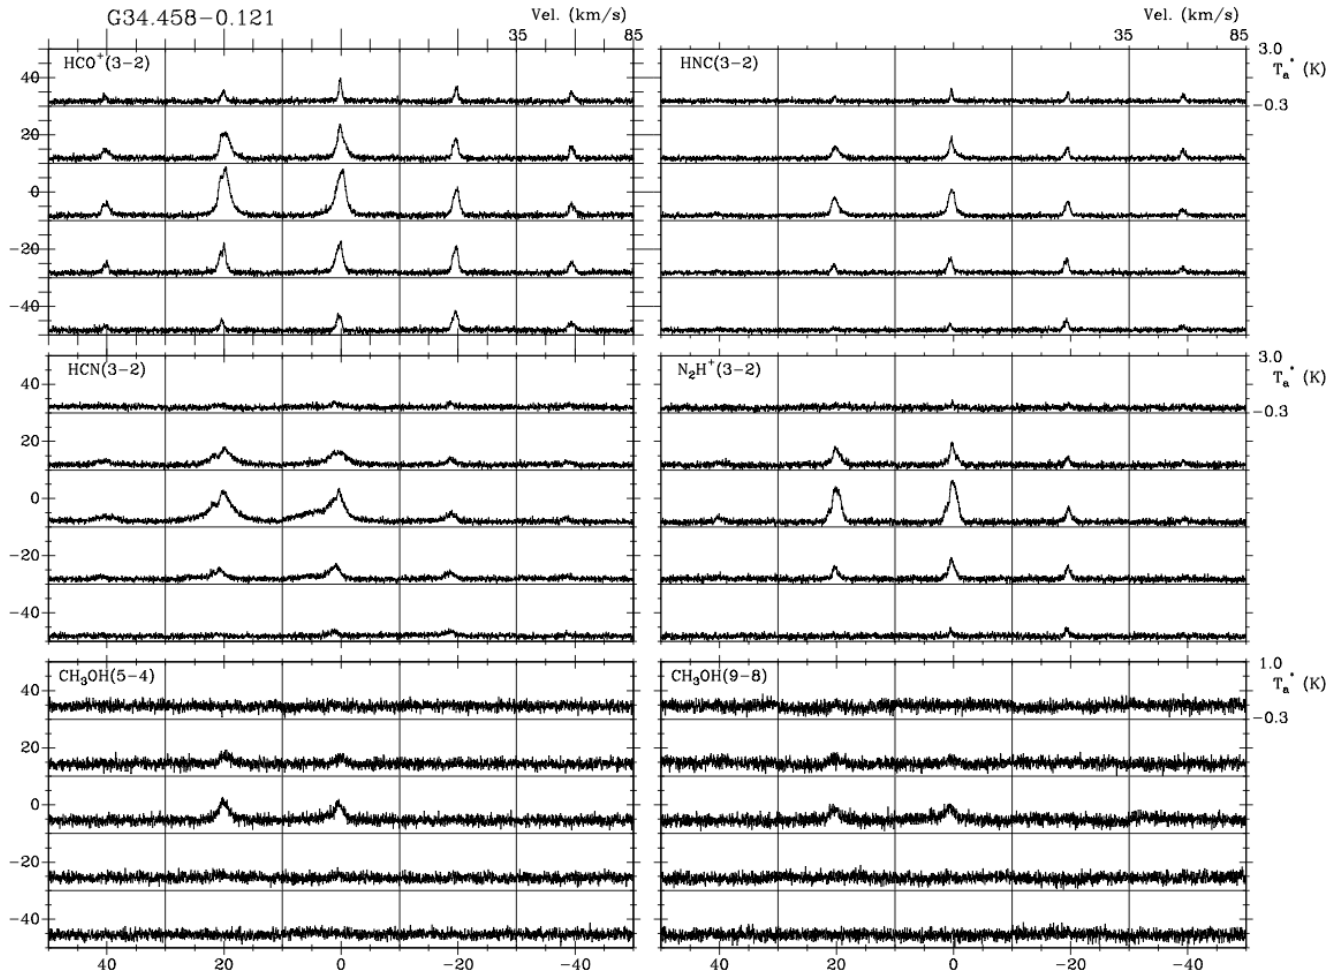 G34.458−0.121
Vel. (km/s) Vel. (km/s)
35 85 35 85
HCO⁺(3−2) HNC(3−2) 3.0
40 Tₐ* (K)
−0.3
20
0
−20
−40
HCN(3−2) N₂H⁺(3−2) 3.0
40 Tₐ* (K)
−0.3
20
0
−20
−40
CH₃OH(5−4) CH₃OH(9−8) 1.0
40 Tₐ* (K)
−0.3
20
0
−20
−40
40 20 0 −20 −40 40 20 0 −20 −40